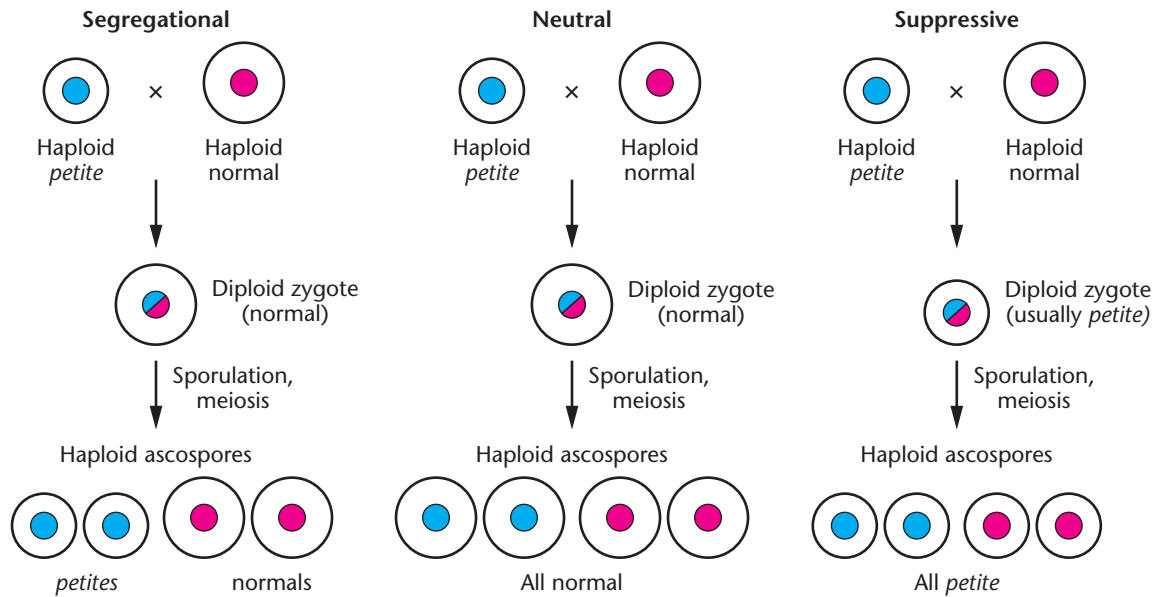 Segregational
×
Haploid
petite
Haploid
normal
Diploid zygote
(normal)
Sporulation,
meiosis
Haploid ascospores
petites
normals
Neutral
×
Haploid
petite
Haploid
normal
Diploid zygote
(normal)
Sporulation,
meiosis
Haploid ascospores
All normal
Suppressive
×
Haploid
petite
Haploid
normal
Diploid zygote
(usually petite)
Sporulation,
meiosis
Haploid ascospores
All petite